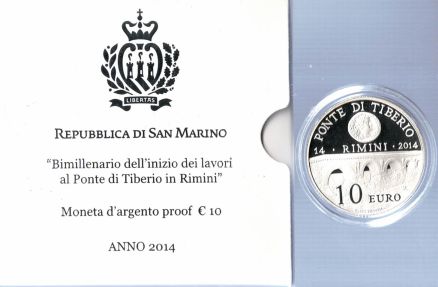 LIBERTAS
REPUBBLICA DI SAN MARINO
"Bimillenario dell'inizio dei lavori
al Ponte di Tiberio in Rimini"
Moneta d'argento proof € 10
ANNO 2014
PONTE DI TIBERIO
14 · RIMINI · 2014
10 EURO